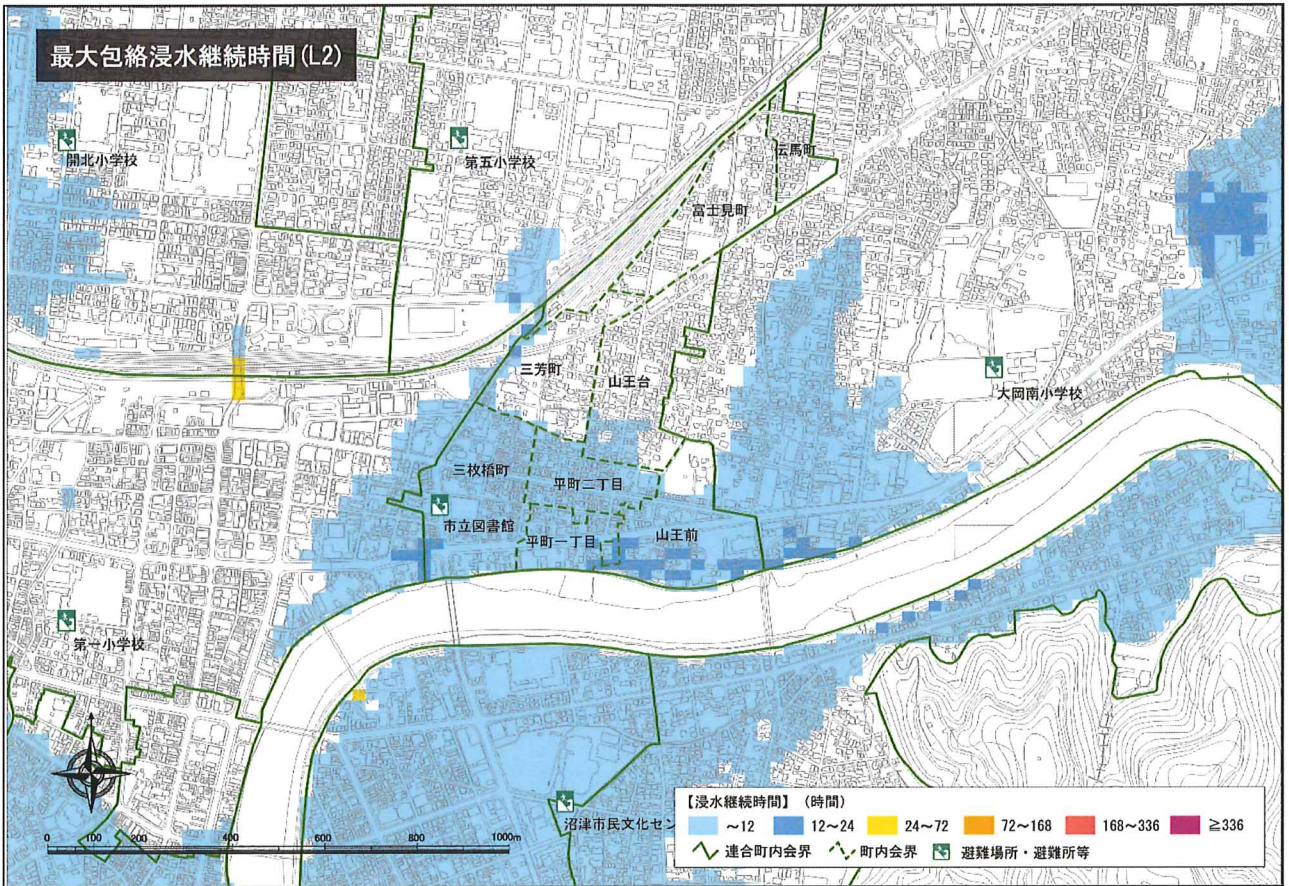 最大包絡浸水継続時間(L2)
開北小学校
第五小学校
伝馬町
富士見町
三芳町
山王台
大岡南小学校
三枚橋町
平町二丁目
市立図書館
平町一丁目
山王前
第一小学校
沼津市民文化セン
0 100 200 400 600 800 1000m
【浸水継続時間】 (時間)
~12 12~24 24~72 72~168 168~336 ≧336
連合町内会界 町内会界 避難場所・避難所等